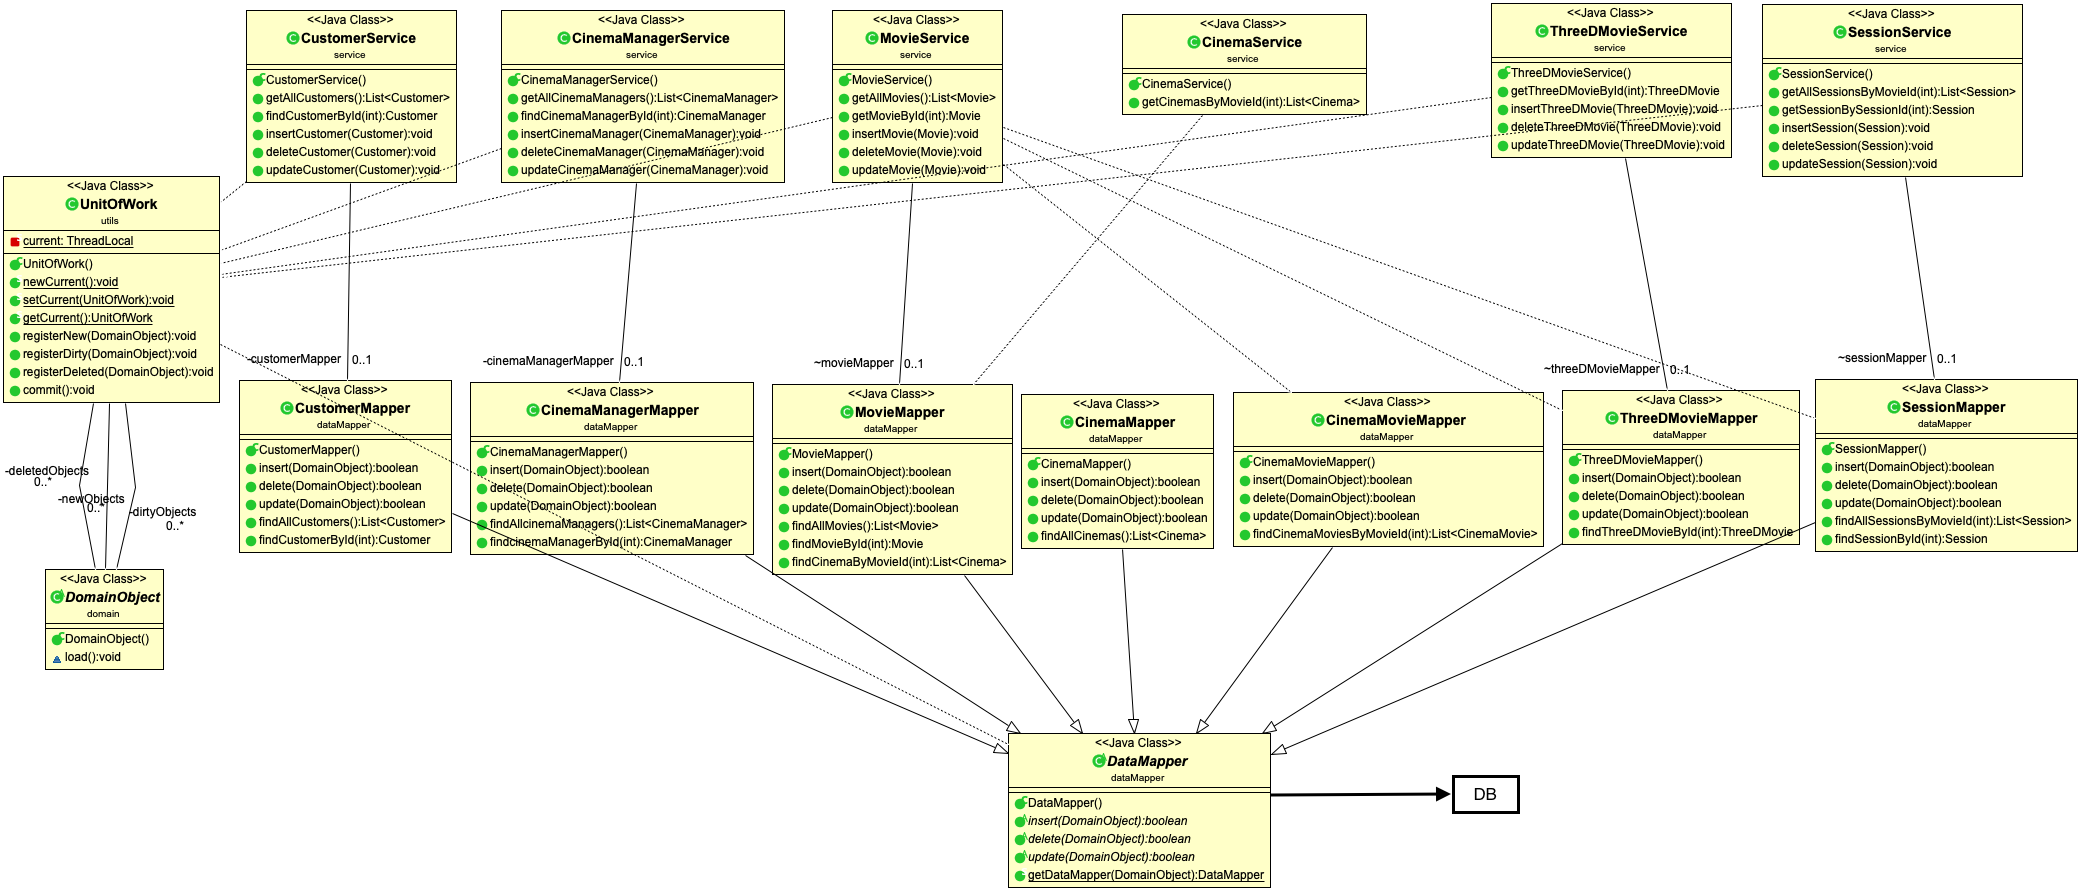 <<Java Class>>
CustomerService
service
CustomerService()
getAllCustomers():List<Customer>
findCustomerById(int):Customer
insertCustomer(Customer):void
deleteCustomer(Customer):void
updateCustomer(Customer):void
<<Java Class>>
CinemaManagerService
service
CinemaManagerService()
getAllCinemaManagers():List<CinemaManager>
findCinemaManagerById(int):CinemaManager
insertCinemaManager(CinemaManager):void
deleteCinemaManager(CinemaManager):void
updateCinemaManager(CinemaManager):void
<<Java Class>>
MovieService
service
MovieService()
getAllMovies():List<Movie>
getMovieById(int):Movie
insertMovie(Movie):void
deleteMovie(Movie):void
updateMovie(Movie):void
<<Java Class>>
CinemaService
service
CinemaService()
getCinemasByMovieId(int):List<Cinema>
<<Java Class>>
ThreeDMovieService
service
ThreeDMovieService()
getThreeDMovieById(int):ThreeDMovie
insertThreeDMovie(ThreeDMovie):void
deleteThreeDMovie(ThreeDMovie):void
updateThreeDMovie(ThreeDMovie):void
<<Java Class>>
SessionService
service
SessionService()
getAllSessionsByMovieId(int):List<Session>
getSessionBySessionId(int):Session
insertSession(Session):void
deleteSession(Session):void
updateSession(Session):void
<<Java Class>>
UnitOfWork
utils
current: ThreadLocal
UnitOfWork()
newCurrent():void
setCurrent(UnitOfWork):void
getCurrent():UnitOfWork
registerNew(DomainObject):void
registerDirty(DomainObject):void
registerDeleted(DomainObject):void
commit():void
-customerMapper 0..1
-cinemaManagerMapper 0..1
~movieMapper 0..1
~threeDMovieMapper 0..1
~sessionMapper 0..1
<<Java Class>>
CustomerMapper
dataMapper
CustomerMapper()
insert(DomainObject):boolean
delete(DomainObject):boolean
update(DomainObject):boolean
findAllCustomers():List<Customer>
findCustomerById(int):Customer
<<Java Class>>
CinemaManagerMapper
dataMapper
CinemaManagerMapper()
insert(DomainObject):boolean
delete(DomainObject):boolean
update(DomainObject):boolean
findAllcinemaManagers():List<CinemaManager>
findcinemaManagerById(int):CinemaManager
<<Java Class>>
MovieMapper
dataMapper
MovieMapper()
insert(DomainObject):boolean
delete(DomainObject):boolean
update(DomainObject):boolean
findAllMovies():List<Movie>
findMovieById(int):Movie
findCinemaByMovieId(int):List<Cinema>
<<Java Class>>
CinemaMapper
dataMapper
CinemaMapper()
insert(DomainObject):boolean
delete(DomainObject):boolean
update(DomainObject):boolean
findAllCinemas():List<Cinema>
<<Java Class>>
CinemaMovieMapper
dataMapper
CinemaMovieMapper()
insert(DomainObject):boolean
delete(DomainObject):boolean
update(DomainObject):boolean
findCinemaMoviesByMovieId(int):List<CinemaMovie>
<<Java Class>>
ThreeDMovieMapper
dataMapper
ThreeDMovieMapper()
insert(DomainObject):boolean
delete(DomainObject):boolean
update(DomainObject):boolean
findThreeDMovieById(int):ThreeDMovie
<<Java Class>>
SessionMapper
dataMapper
SessionMapper()
insert(DomainObject):boolean
delete(DomainObject):boolean
update(DomainObject):boolean
findAllSessionsByMovieId(int):List<Session>
findSessionById(int):Session
-deletedObjects
0..*
-newObjects
0..*
-dirtyObjects
0..*
<<Java Class>>
DomainObject
domain
DomainObject()
load():void
<<Java Class>>
DataMapper
dataMapper
DataMapper()
insert(DomainObject):boolean
delete(DomainObject):boolean
update(DomainObject):boolean
getDataMapper(DomainObject):DataMapper
DB